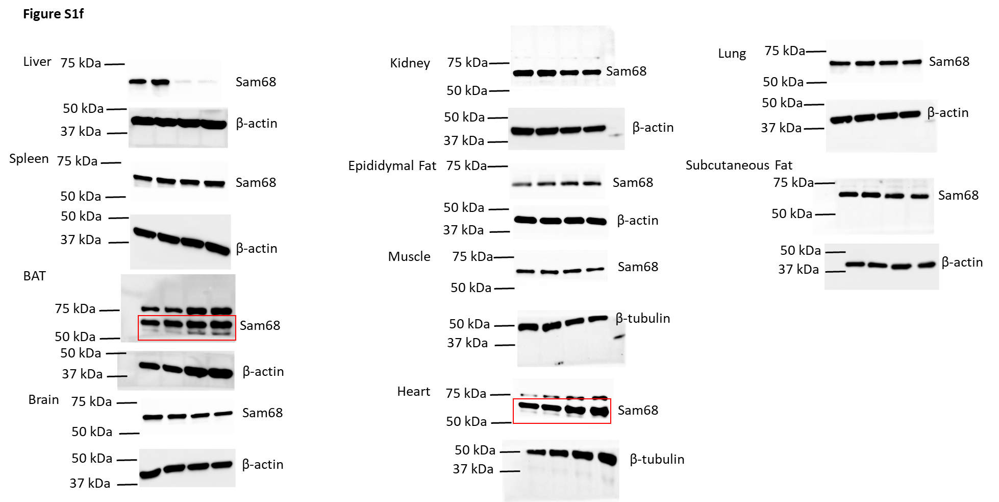 Figure S1f
Liver 75 kDa
Sam68
50 kDa
β-actin
37 kDa
Spleen 75 kDa
Sam68
50 kDa
50 kDa
37 kDa
β-actin
BAT
75 kDa
Sam68
50 kDa
50 kDa
β-actin
37 kDa
Brain 75 kDa
Sam68
50 kDa
50 kDa
β-actin
37 kDa
Kidney 75 kDa
Sam68
50 kDa
50 kDa
β-actin
37 kDa
Epididymal Fat 75 kDa
Sam68
50 kDa
β-actin
37 kDa
Muscle 75 kDa
Sam68
50 kDa
β-tubulin
50 kDa
37 kDa
Heart 75 kDa
Sam68
50 kDa
50 kDa
β-tubulin
37 kDa
Lung 75 kDa
Sam68
50 kDa
50 kDa
β-actin
37 kDa
Subcutaneous Fat
75 kDa
Sam68
50 kDa
50 kDa
β-actin
37 kDa